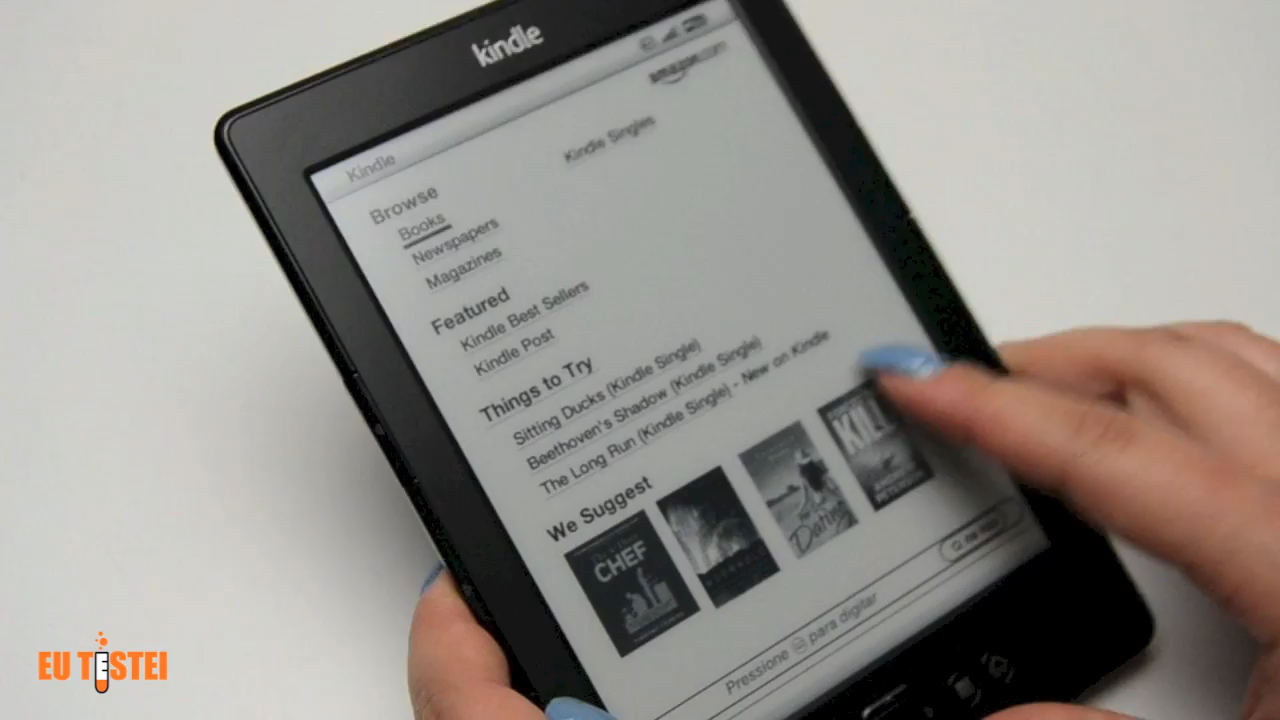 kindle
amazon.com
Kindle
Kindle Singles
Browse
Books
Newspapers
Magazines
Featured
Kindle Best Sellers
Kindle Post
Things to Try
Sitting Ducks (Kindle Single)
Beethoven's Shadow (Kindle Single)
The Long Run (Kindle Single) - New on Kindle
We Suggest
CHEF
KILL
Pressione para digitar
EU TESTEI